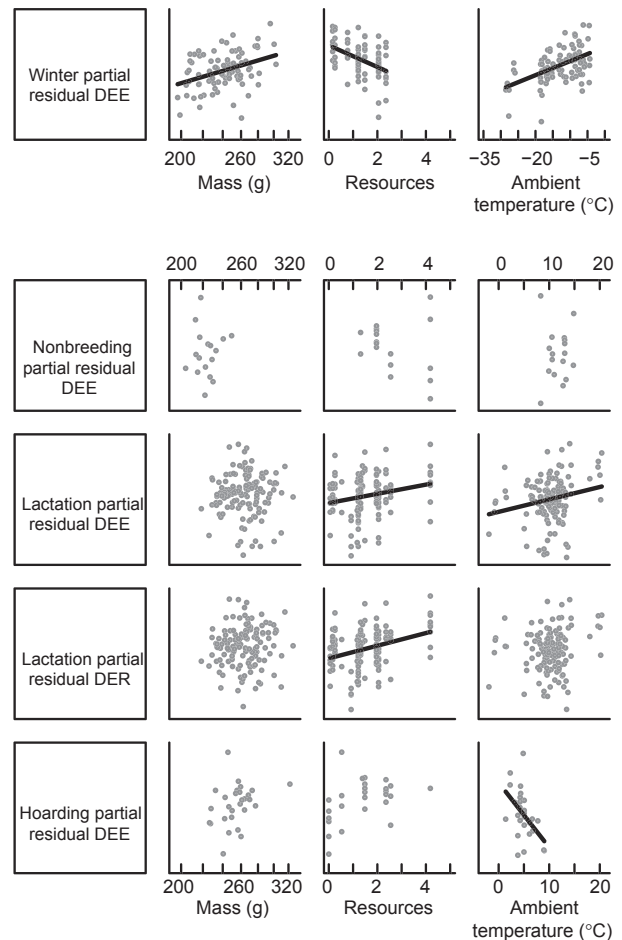 Winter partial
residual DEE
200 260 320
Mass (g)
0 2 4
Resources
−35 −20 −5
Ambient
temperature (°C)
200 260 320
0 2 4
0 10 20
Nonbreeding
partial residual
DEE
Lactation partial
residual DEE
Lactation partial
residual DER
Hoarding partial
residual DEE
200 260 320
Mass (g)
0 2 4
Resources
0 10 20
Ambient
temperature (°C)